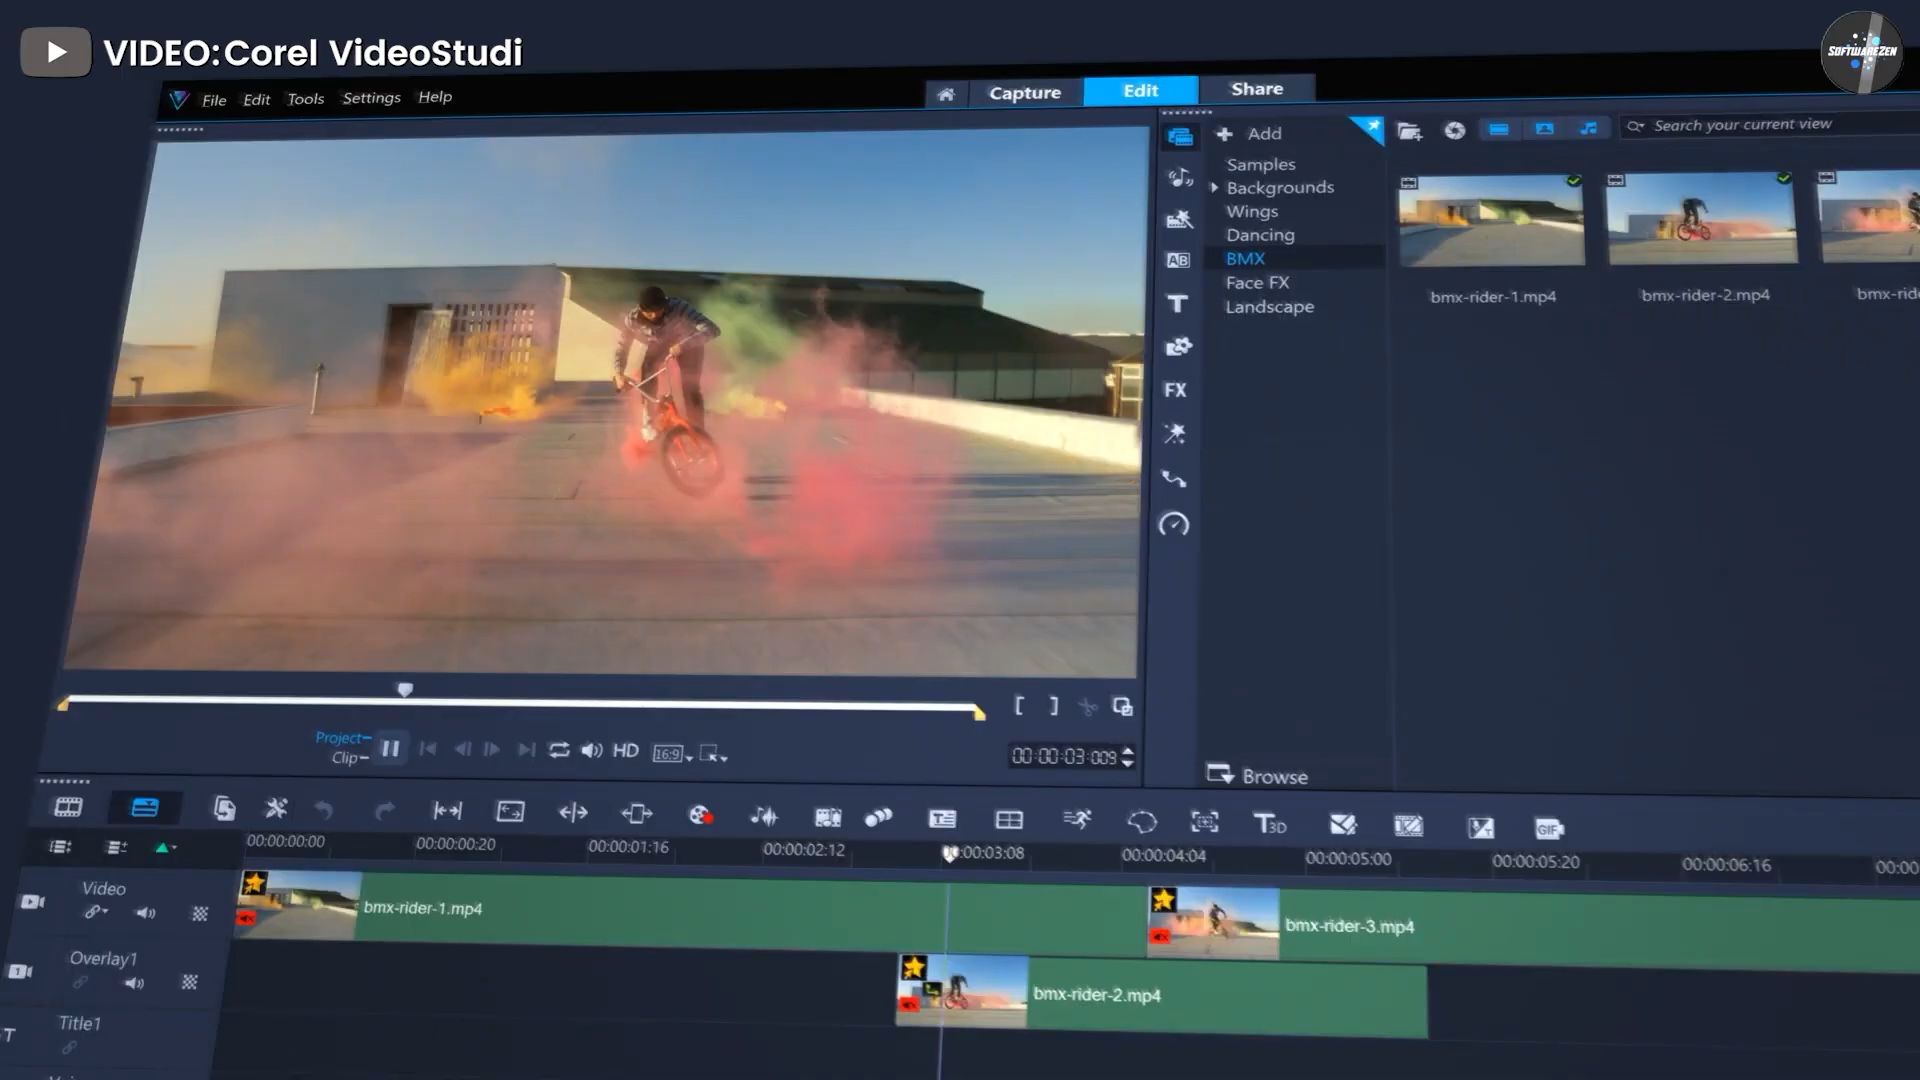 VIDEO:Corel VideoStudi
SOFTWAREZEN
File Edit Tools Settings Help
Capture Edit Share
Add
Samples
Backgrounds
Wings
Dancing
BMX
Face FX
Landscape
Browse
Search your current view
bmx-rider-1.mp4
bmx-rider-2.mp4
bmx-ride
AB
T
FX
Project
Clip
HD
16:9
00:00:03:009
T3D
GIF
00:00:00:00 00:00:00:20 00:00:01:16 00:00:02:12 00:00:03:08 00:00:04:04 00:00:05:00 00:00:05:20 00:00:06:16 00:00
Video
bmx-rider-1.mp4
bmx-rider-3.mp4
Overlay1
bmx-rider-2.mp4
Title1
T